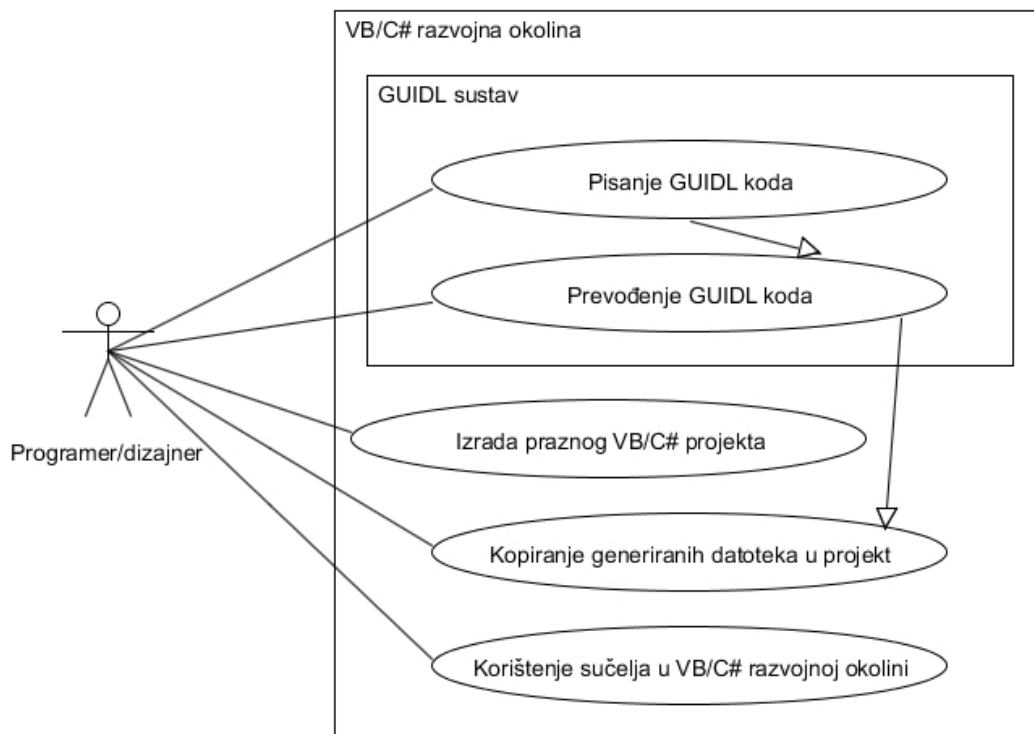 VB/C# razvojna okolina
GUIDL sustav
Pisanje GUIDL koda
Prevođenje GUIDL koda
Programer/dizajner
Izrada praznog VB/C# projekta
Kopiranje generiranih datoteka u projekt
Korištenje sučelja u VB/C# razvojnoj okolini